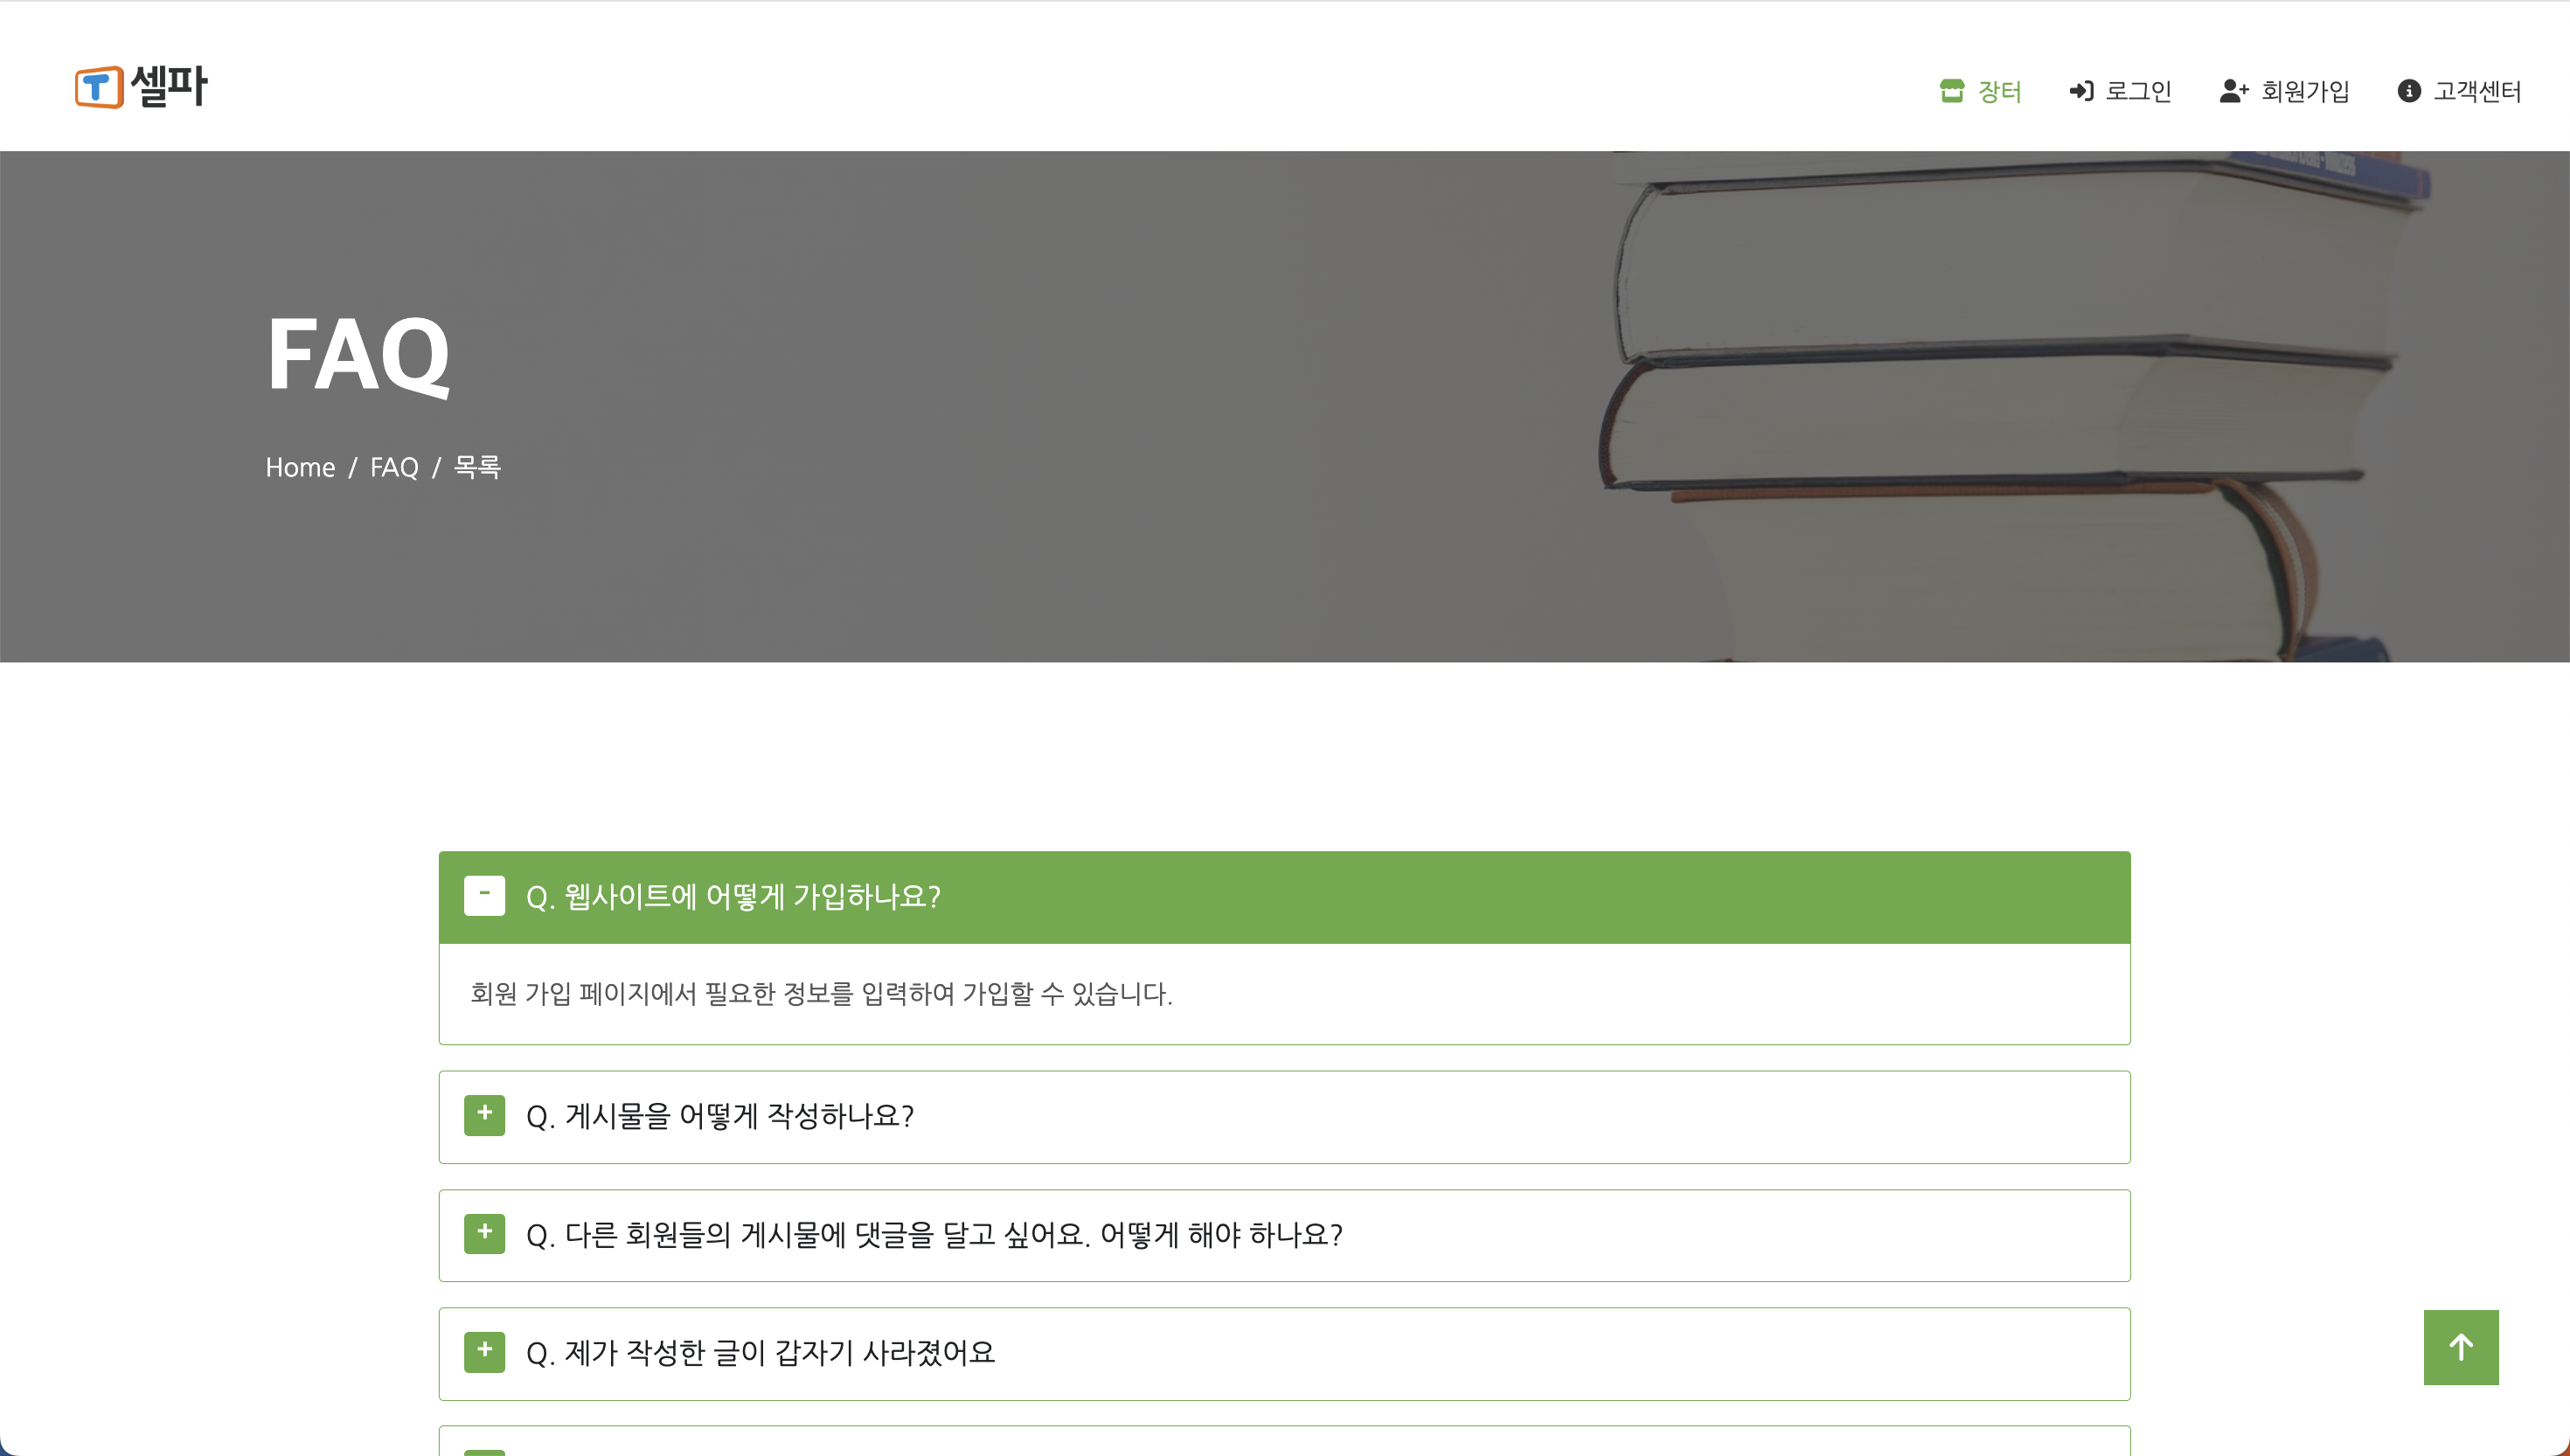 T 셀파
장터 로그인 회원가입 고객센터
FAQ
Home / FAQ / 목록
- Q. 웹사이트에 어떻게 가입하나요?
회원 가입 페이지에서 필요한 정보를 입력하여 가입할 수 있습니다.
+ Q. 게시물을 어떻게 작성하나요?
+ Q. 다른 회원들의 게시물에 댓글을 달고 싶어요. 어떻게 해야 하나요?
+ Q. 제가 작성한 글이 갑자기 사라졌어요